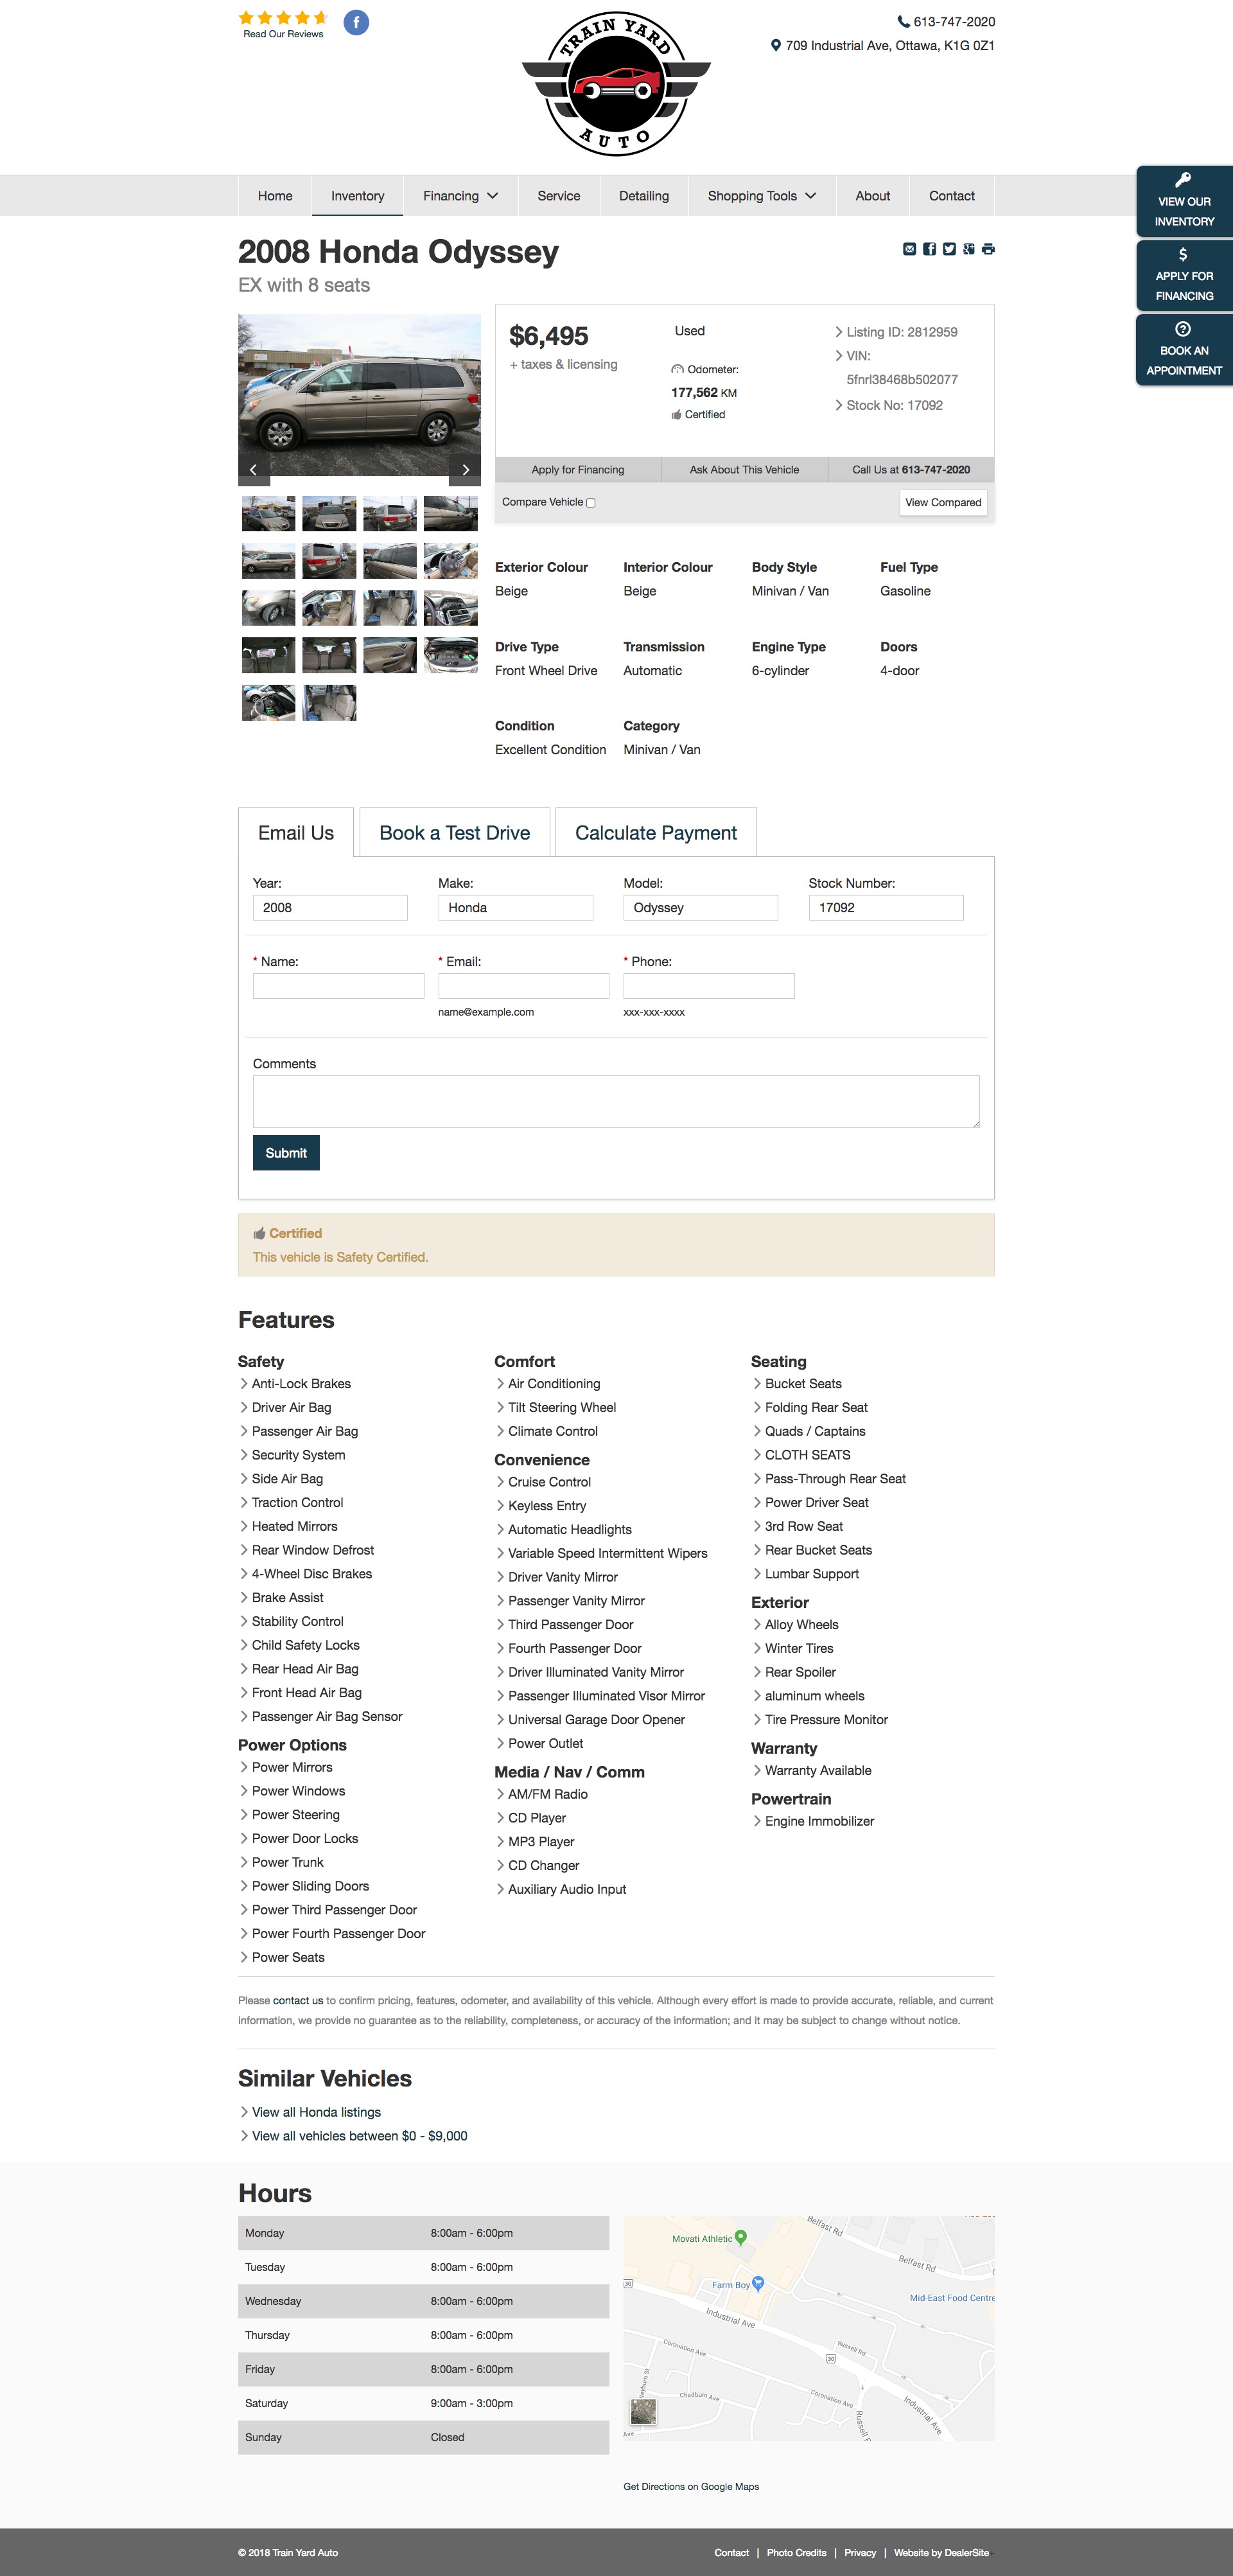 Read Our Reviews
613-747-2020
709 Industrial Ave, Ottawa, K1G 0Z1
TRAIN YARD
AUTO
Home
Inventory
Financing
Service
Detailing
Shopping Tools
About
Contact
VIEW OUR
INVENTORY
$
APPLY FOR
FINANCING
BOOK AN
APPOINTMENT
2008 Honda Odyssey
EX with 8 seats
$6,495
+ taxes & licensing
Used
Odometer:
177,562 KM
Certified
Listing ID: 2812959
VIN:
5fnrl38468b502077
Stock No: 17092
Apply for Financing
Ask About This Vehicle
Call Us at 613-747-2020
Compare Vehicle
View Compared
Exterior Colour
Interior Colour
Body Style
Fuel Type
Beige
Beige
Minivan / Van
Gasoline
Drive Type
Transmission
Engine Type
Doors
Front Wheel Drive
Automatic
6-cylinder
4-door
Condition
Category
Excellent Condition
Minivan / Van
Email Us
Book a Test Drive
Calculate Payment
Year:
Make:
Model:
Stock Number:
2008
Honda
Odyssey
17092
* Name:
* Email:
* Phone:
name@example.com
xxx-xxx-xxxx
Comments
Submit
Certified
This vehicle is Safety Certified.
Features
Safety
Anti-Lock Brakes
Driver Air Bag
Passenger Air Bag
Security System
Side Air Bag
Traction Control
Heated Mirrors
Rear Window Defrost
4-Wheel Disc Brakes
Brake Assist
Stability Control
Child Safety Locks
Rear Head Air Bag
Front Head Air Bag
Passenger Air Bag Sensor
Power Options
Power Mirrors
Power Windows
Power Steering
Power Door Locks
Power Trunk
Power Sliding Doors
Power Third Passenger Door
Power Fourth Passenger Door
Power Seats
Comfort
Air Conditioning
Tilt Steering Wheel
Climate Control
Convenience
Cruise Control
Keyless Entry
Automatic Headlights
Variable Speed Intermittent Wipers
Driver Vanity Mirror
Passenger Vanity Mirror
Third Passenger Door
Fourth Passenger Door
Driver Illuminated Vanity Mirror
Passenger Illuminated Visor Mirror
Universal Garage Door Opener
Power Outlet
Media / Nav / Comm
AM/FM Radio
CD Player
MP3 Player
CD Changer
Auxiliary Audio Input
Seating
Bucket Seats
Folding Rear Seat
Quads / Captains
CLOTH SEATS
Pass-Through Rear Seat
Power Driver Seat
3rd Row Seat
Rear Bucket Seats
Lumbar Support
Exterior
Alloy Wheels
Winter Tires
Rear Spoiler
aluminum wheels
Tire Pressure Monitor
Warranty
Warranty Available
Powertrain
Engine Immobilizer
Please contact us to confirm pricing, features, odometer, and availability of this vehicle. Although every effort is made to provide accurate, reliable, and current
information, we provide no guarantee as to the reliability, completeness, or accuracy of the information; and it may be subject to change without notice.
Similar Vehicles
View all Honda listings
View all vehicles between $0 - $9,000
Hours
Monday 8:00am - 6:00pm
Tuesday 8:00am - 6:00pm
Wednesday 8:00am - 6:00pm
Thursday 8:00am - 6:00pm
Friday 8:00am - 6:00pm
Saturday 9:00am - 3:00pm
Sunday Closed
Belfast Rd
Movati Athletic
Belfast Rd
Farm Boy
30
Mid-East Food Centre
Industrial Ave
Coronation Ave
Russell Rd
30
Chadburn Ave
Coronation Ave
Industrial Ave
Ave
Get Directions on Google Maps
© 2018 Train Yard Auto
Contact | Photo Credits | Privacy | Website by DealerSite